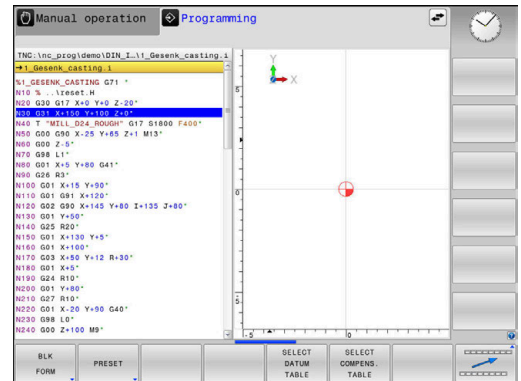 Manual operation
Programming
TNC:\nc_prog\demo\DIN_I…\1_Gesenk_casting.i
→1_Gesenk_casting.i
%1_GESENK_CASTING G71 *
N10 % ..\reset.H
N20 G30 G17 X+0 Y+0 Z-20*
N30 G31 X+150 Y+100 Z+0*
N40 T "MILL_D24_ROUGH" G17 S1800 F400*
N50 G00 G90 X-25 Y+65 Z+1 M13*
N60 G00 Z-5*
N70 G98 L1*
N80 G01 X+5 Y+80 G41*
N90 G26 R3*
N100 G01 X+15 Y+90*
N110 G01 G91 X+120*
N120 G02 G90 X+145 Y+80 I+135 J+80*
N130 G01 Y+50*
N140 G25 R20*
N150 G01 X+130 Y+5*
N160 G01 X+100*
N170 G03 X+50 Y+12 R+30*
N180 G01 X+5*
N190 G24 R10*
N200 G01 Y+80*
N210 G27 R10*
N220 G01 X-20 Y+90 G40*
N230 G98 L0*
N240 G00 Z+100 M9*
Y
X
5
0
5
-5
0
BLK
FORM
PRESET
SELECT
DATUM
TABLE
SELECT
COMPENS.
TABLE